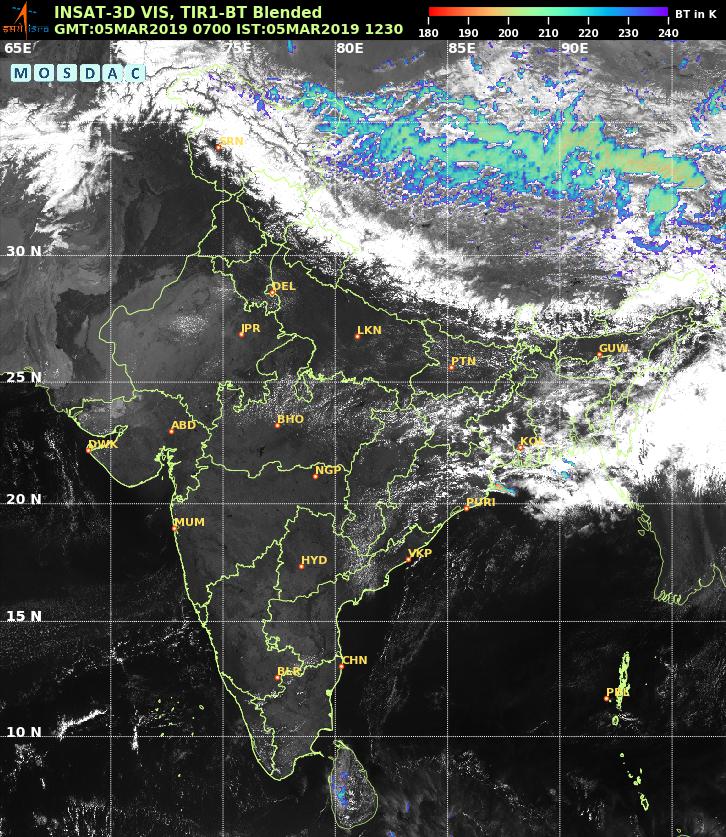 INSAT-3D VIS, TIR1-BT Blended
GMT:05MAR2019 0700 IST:05MAR2019 1230
BT in K
180 190 200 210 220 230 240
65E 75E 80E 85E 90E
MOSDAC
SRN
30 N
DEL
JPR LKN
GUW
PTN
25 N
BHO
ABD
KOL
DWK
NGP
20 N
PURI
MUM
VKP
HYD
15 N
CHN
BLR
PBL
10 N